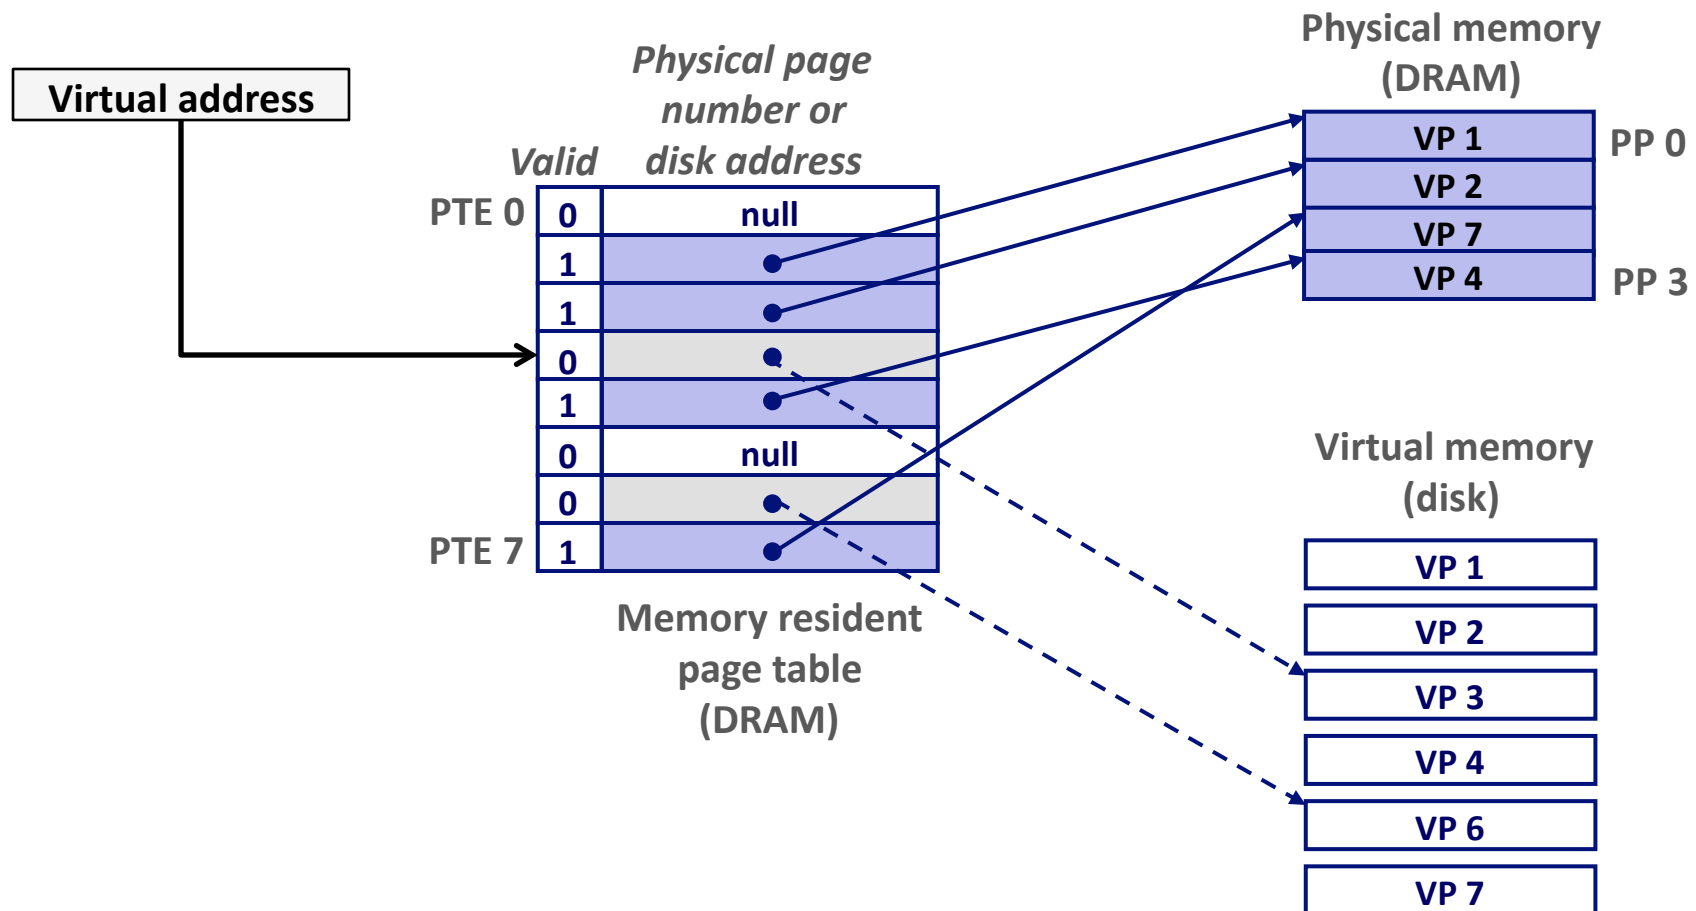 Virtual address
Physical page
number or
disk address
Valid
PTE 0
0
null
1
1
0
1
0
null
0
PTE 7
1
Memory resident
page table
(DRAM)
Physical memory
(DRAM)
VP 1
PP 0
VP 2
VP 7
VP 4
PP 3
Virtual memory
(disk)
VP 1
VP 2
VP 3
VP 4
VP 6
VP 7